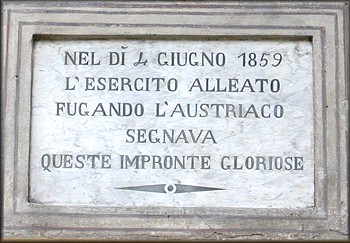 NEL DÌ 4 GIUGNO 1859
L'ESERCITO ALLEATO
FUGANDO L'AUSTRIACO
SEGNAVA
QUESTE IMPRONTE GLORIOSE